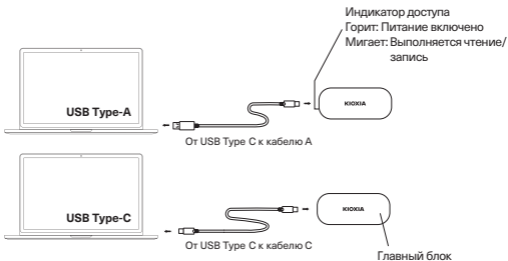 Индикатор доступа
Горит: Питание включено
Мигает: Выполняется чтение/
запись
USB Type-A
KIOXIA
От USB Type C к кабелю A
USB Type-C
KIOXIA
От USB Type C к кабелю C
Главный блок